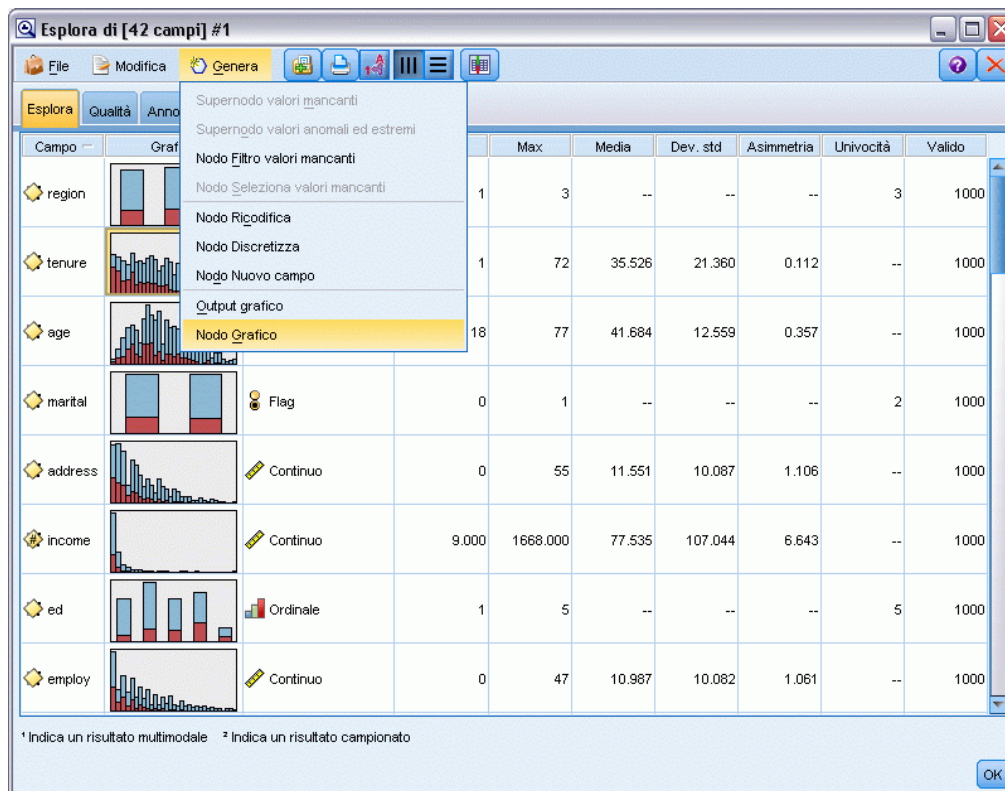 Esplora di [42 campi] #1
File Modifica Genera
Esplora Qualità Anno
Supernodo valori mancanti
Supernodo valori anomali ed estremi
Nodo Filtro valori mancanti
Nodo Seleziona valori mancanti
Nodo Ricodifica
Nodo Discretizza
Nodo Nuovo campo
Output grafico
Nodo Grafico
Campo Graf Max Media Dev. std Asimmetria Univocità Valido
region 1 3 -- -- -- 3 1000
tenure 1 72 35.526 21.360 0.112 -- 1000
age 18 77 41.684 12.559 0.357 -- 1000
marital Flag 0 1 -- -- -- 2 1000
address Continuo 0 55 11.551 10.087 1.106 -- 1000
income Continuo 9.000 1668.000 77.535 107.044 6.643 -- 1000
ed Ordinale 1 5 -- -- -- 5 1000
employ Continuo 0 47 10.987 10.082 1.061 -- 1000
¹ Indica un risultato multimodale ² Indica un risultato campionato
OK